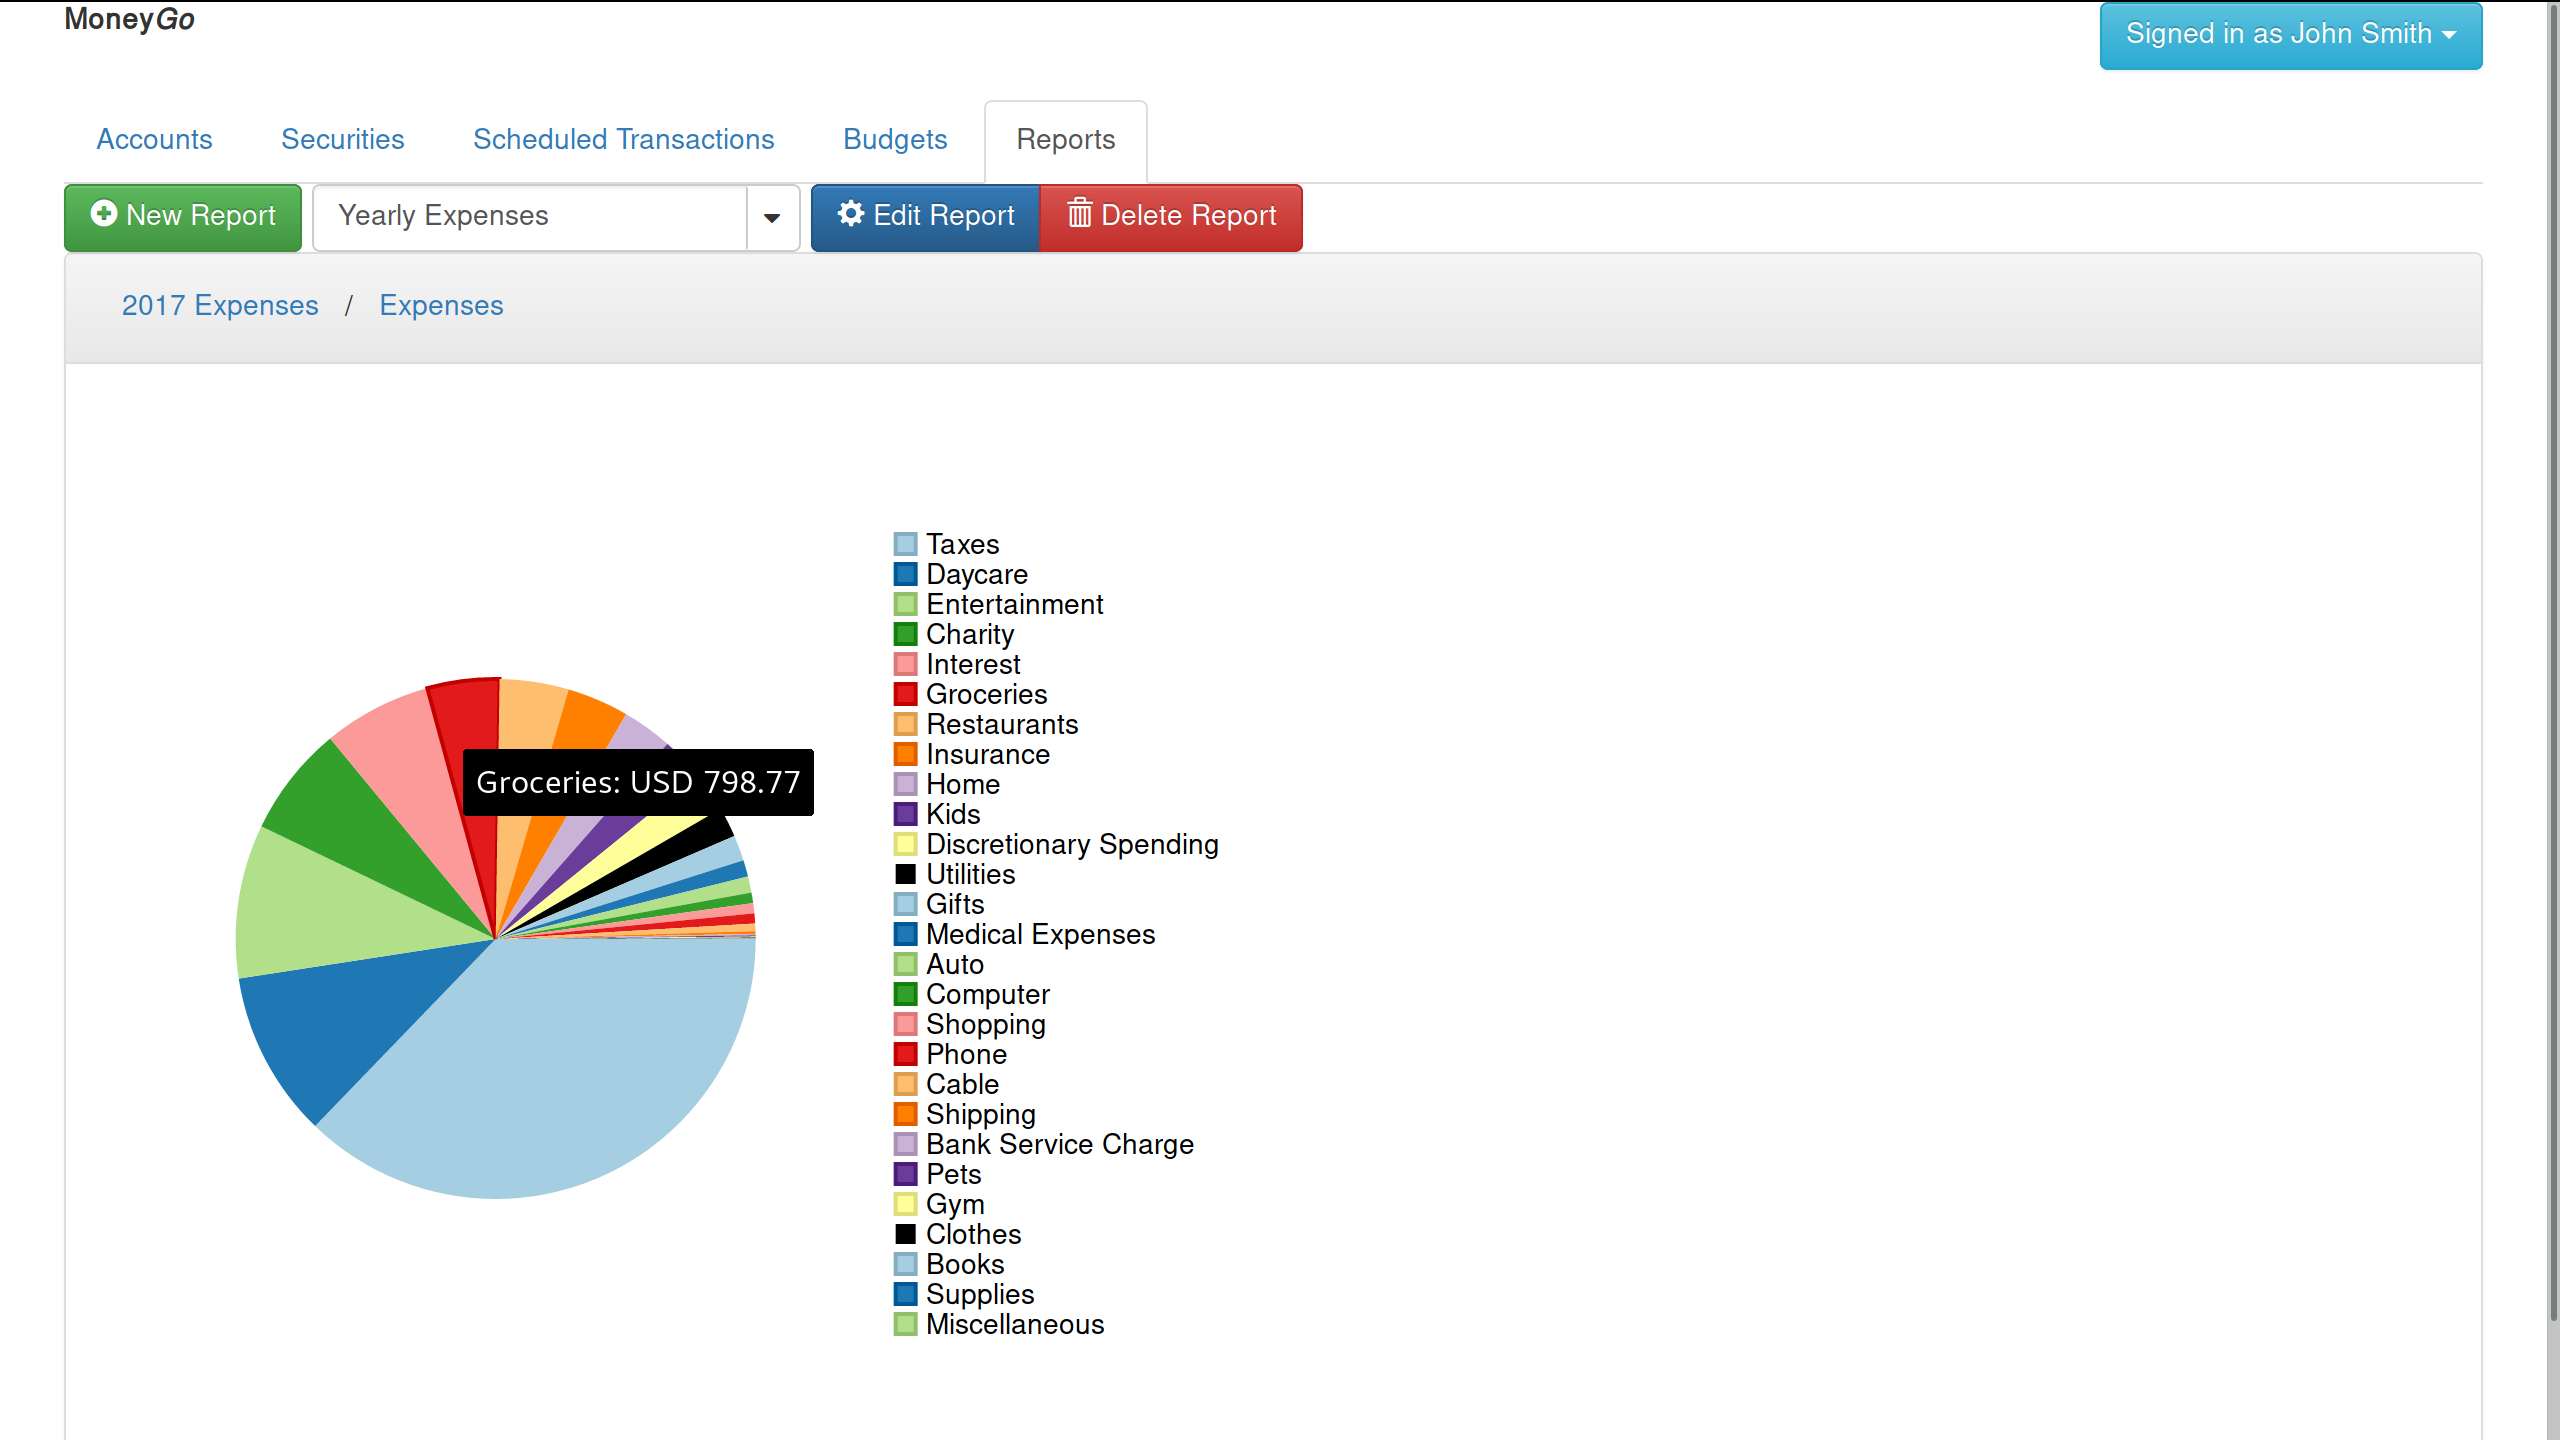 MoneyGo
Signed in as John Smith
Accounts Securities Scheduled Transactions Budgets Reports
New Report Yearly Expenses Edit Report Delete Report
2017 Expenses / Expenses
Taxes
Daycare
Entertainment
Charity
Interest
Groceries
Restaurants
Insurance
Groceries: USD 798.77
Home
Kids
Discretionary Spending
Utilities
Gifts
Medical Expenses
Auto
Computer
Shopping
Phone
Cable
Shipping
Bank Service Charge
Pets
Gym
Clothes
Books
Supplies
Miscellaneous